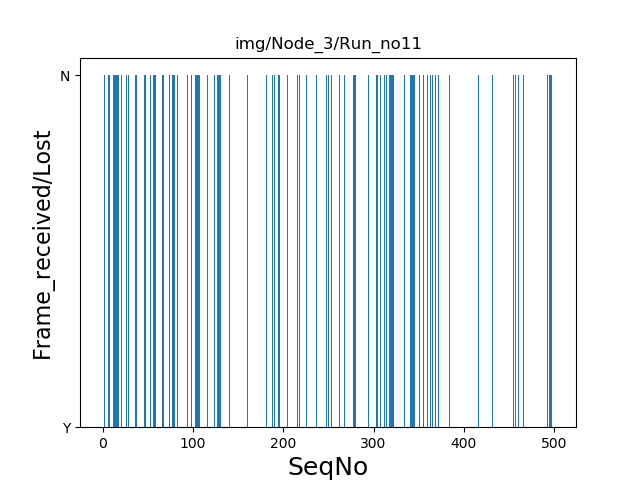 img/Node_3/Run_no11
N
Frame_received/Lost
Y
0 100 200 300 400 500
SeqNo